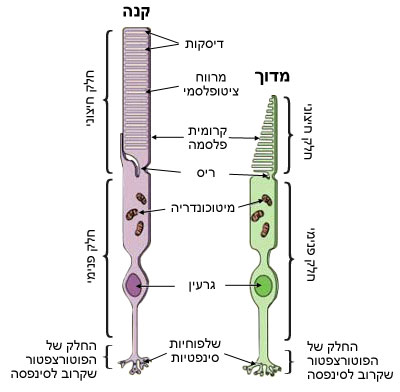 קנה
דיסקות
מרווח
ציטופלסמי
מדוך
חלק חיצוני
חלק חיצוני
קרומית
פלסמה
ריס
מיטוכונדריה
חלק פנימי
חלק פנימי
גרעין
שלפוחיות
סינפטיות
החלק של
הפוטורצפטור
שקרוב לסינפסה
החלק של
הפוטורצפטור
שקרוב לסינפסה